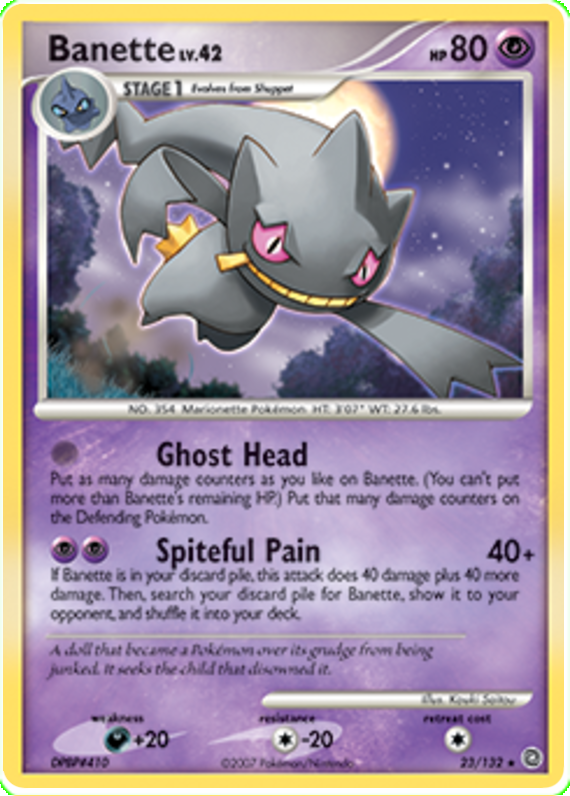 Banette LV.42 HP 80
STAGE 1 Evolves from Shuppet
NO. 354 Marionette Pokémon HT: 3'07" WT: 27.6 lbs.
Ghost Head
Put as many damage counters as you like on Banette. (You can't put
more than Banette's remaining HP.) Put that many damage counters on
the Defending Pokémon.
Spiteful Pain 40+
If Banette is in your discard pile, this attack does 40 damage plus 40 more
damage. Then, search your discard pile for Banette, show it to your
opponent, and shuffle it into your deck.
A doll that became a Pokémon over its grudge from being
junked. It seeks the child that disowned it.
Illus. Kouki Saitou
weakness resistance retreat cost
+20 -20
DPBP#410 ©2007 Pokémon/Nintendo 23/132 ★